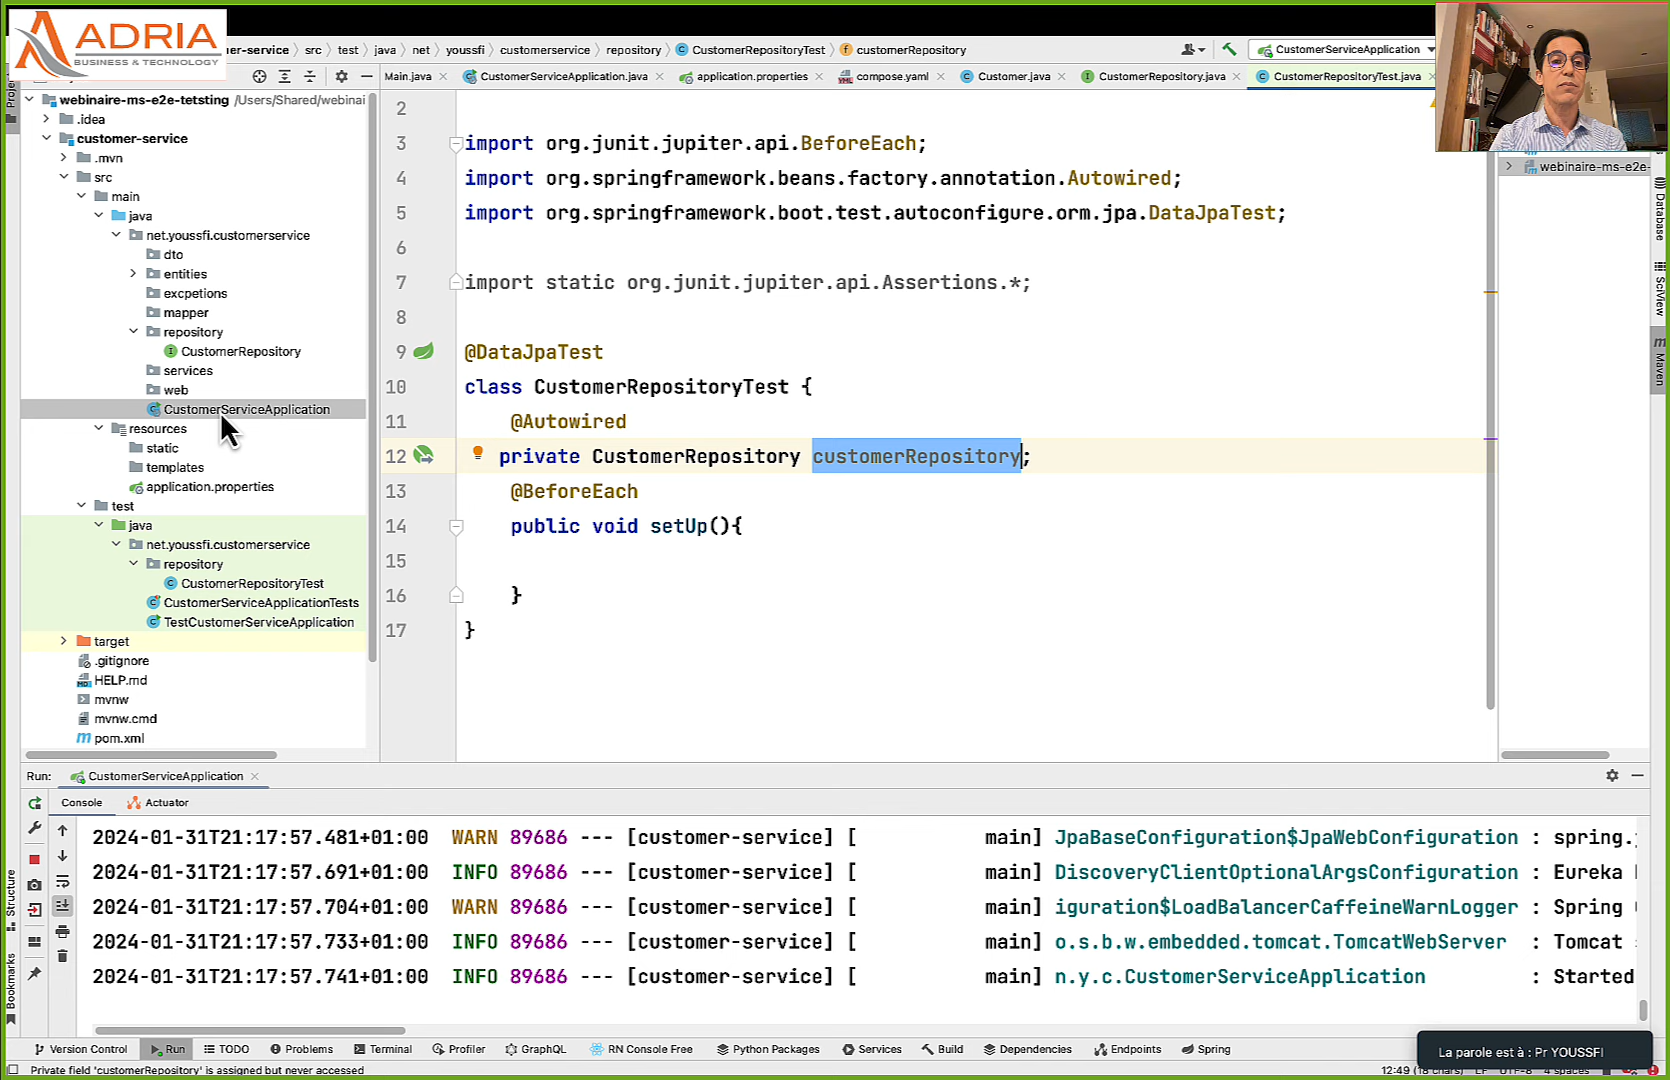 ADRIA
BUSINESS & TECHNOLOGY
er-service
src
test
java
net
youssfi
customerservice
repository
CustomerRepositoryTest
customerRepository
CustomerServiceApplication
Main.java
CustomerServiceApplication.java
application.properties
compose.yaml
Customer.java
CustomerRepository.java
CustomerRepositoryTest.java
webinaire-ms-e2e-tetsting /Users/Shared/webinai
.idea
customer-service
.mvn
src
main
java
net.youssfi.customerservice
dto
entities
excpetions
mapper
repository
CustomerRepository
services
web
CustomerServiceApplication
resources
static
templates
application.properties
test
java
net.youssfi.customerservice
repository
CustomerRepositoryTest
CustomerServiceApplicationTests
TestCustomerServiceApplication
target
.gitignore
HELP.md
mvnw
mvnw.cmd
pom.xml
2
3 import org.junit.jupiter.api.BeforeEach;
4 import org.springframework.beans.factory.annotation.Autowired;
5 import org.springframework.boot.test.autoconfigure.orm.jpa.DataJpaTest;
6
7 import static org.junit.jupiter.api.Assertions.*;
8
9 @DataJpaTest
10 class CustomerRepositoryTest {
11 @Autowired
12 private CustomerRepository customerRepository;
13 @BeforeEach
14 public void setUp(){
15
16 }
17 }
webinaire-ms-e2e-
Database
SciView
Maven
Structure
Bookmarks
Run: CustomerServiceApplication
Console
Actuator
2024-01-31T21:17:57.481+01:00 WARN 89686 --- [customer-service] [ main] JpaBaseConfiguration$JpaWebConfiguration : spring.
2024-01-31T21:17:57.691+01:00 INFO 89686 --- [customer-service] [ main] DiscoveryClientOptionalArgsConfiguration : Eureka
2024-01-31T21:17:57.704+01:00 WARN 89686 --- [customer-service] [ main] iguration$LoadBalancerCaffeineWarnLogger : Spring
2024-01-31T21:17:57.733+01:00 INFO 89686 --- [customer-service] [ main] o.s.b.w.embedded.tomcat.TomcatWebServer : Tomcat
2024-01-31T21:17:57.741+01:00 INFO 89686 --- [customer-service] [ main] n.y.c.CustomerServiceApplication : Started
Version Control
Run
TODO
Problems
Terminal
Profiler
GraphQL
RN Console Free
Python Packages
Services
Build
Dependencies
Endpoints
Spring
La parole est à : Pr YOUSSFI
Private field 'customerRepository' is assigned but never accessed
12:49 (18 chars) LF UTF-8 4 spaces